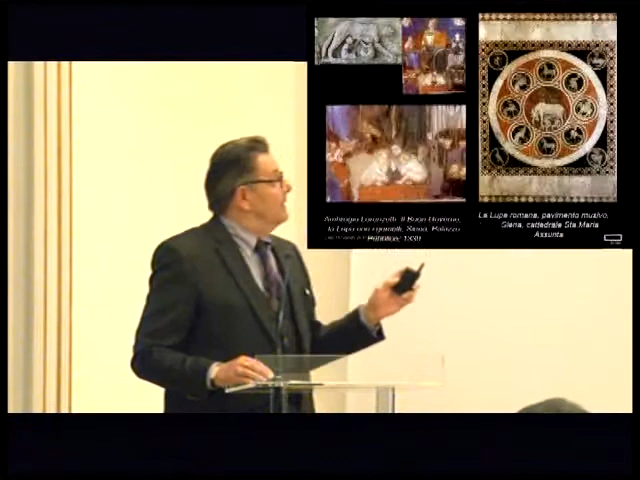 Ambrogio Lorenzetti, Il Buon Governo,
la Lupa con i gemelli, Siena, Palazzo
Pubblico, 1339
La Lupa romana, pavimento musivo,
Siena, cattedrale Sta Maria
Assunta